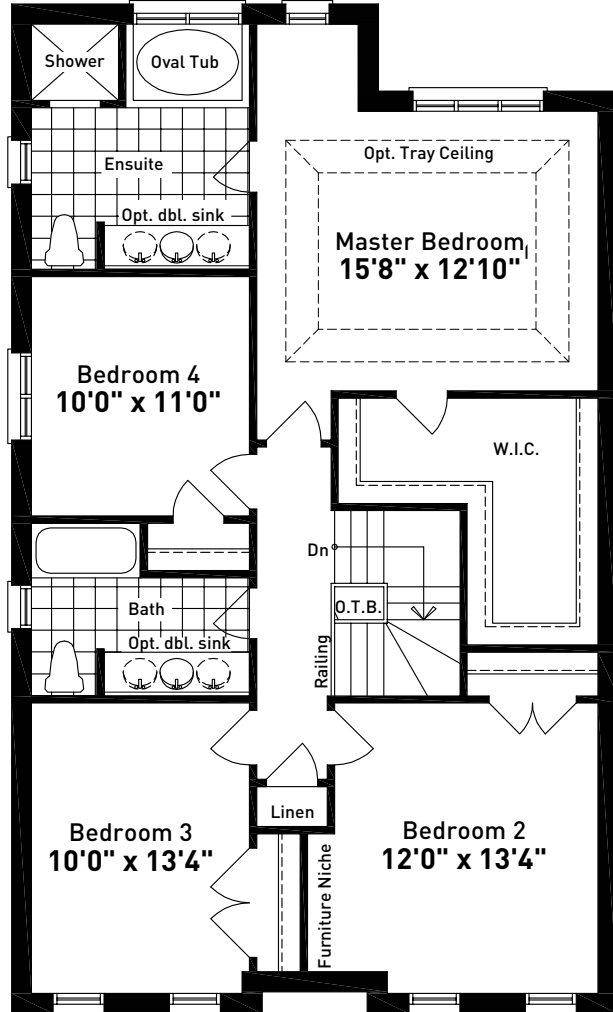 Shower
Oval Tub
Ensuite
Opt. dbl. sink
Opt. Tray Ceiling
Master Bedroom
15'8" x 12'10"
Bedroom 4
10'0" x 11'0"
W.I.C.
Dn
O.T.B.
Bath
Opt. dbl. sink
Railing
Linen
Bedroom 3
10'0" x 13'4"
Furniture Niche
Bedroom 2
12'0" x 13'4"